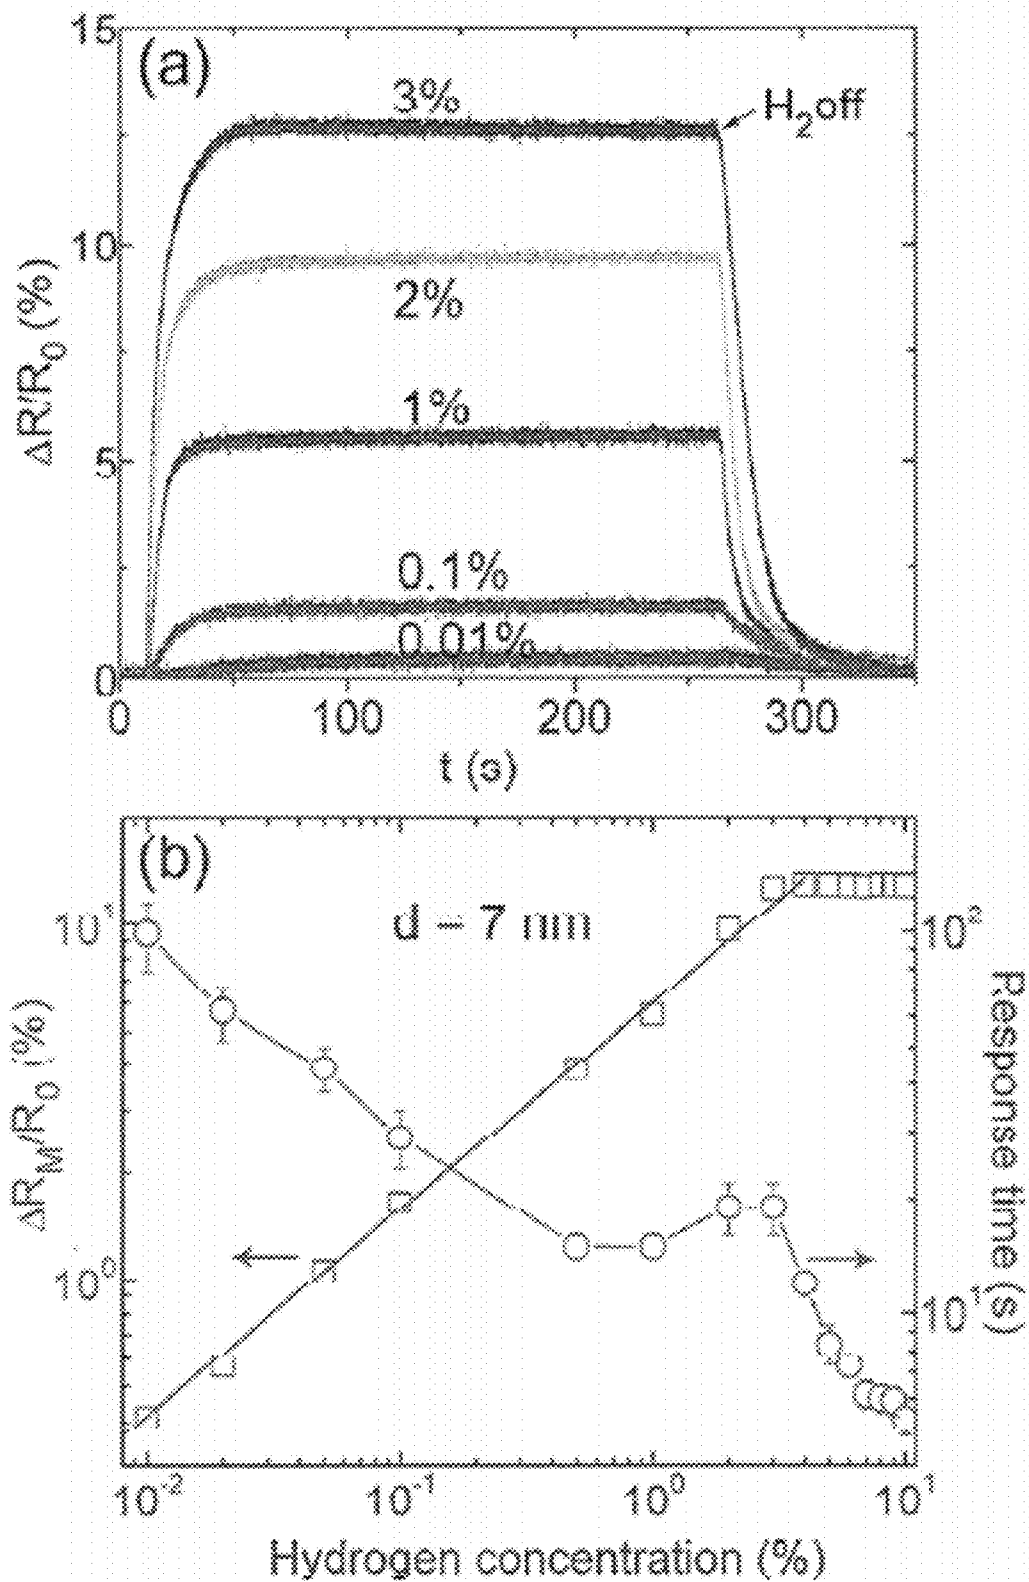 (a)
15
10
5
0
ΔR/R₀ (%)
3%
H₂off
2%
1%
0.1%
0.01%
0
100
200
300
t (s)
(b)
d – 7 nm
10¹
10⁰
ΔR_M/R₀ (%)
10²
10¹
Response time (s)
10⁻²
10⁻¹
10⁰
10¹
Hydrogen concentration (%)